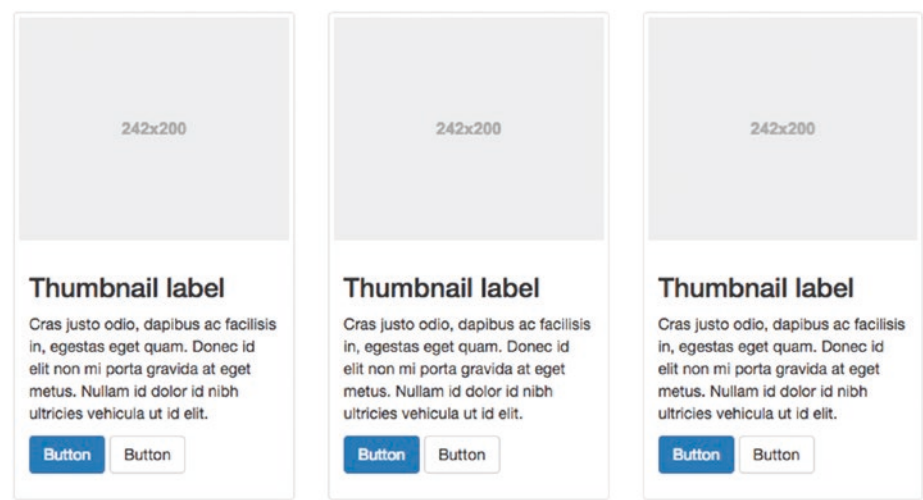 242x200
Thumbnail label
Cras justo odio, dapibus ac facilisis
in, egestas eget quam. Donec id
elit non mi porta gravida at eget
metus. Nullam id dolor id nibh
ultricies vehicula ut id elit.
Button Button
242x200
Thumbnail label
Cras justo odio, dapibus ac facilisis
in, egestas eget quam. Donec id
elit non mi porta gravida at eget
metus. Nullam id dolor id nibh
ultricies vehicula ut id elit.
Button Button
242x200
Thumbnail label
Cras justo odio, dapibus ac facilisis
in, egestas eget quam. Donec id
elit non mi porta gravida at eget
metus. Nullam id dolor id nibh
ultricies vehicula ut id elit.
Button Button